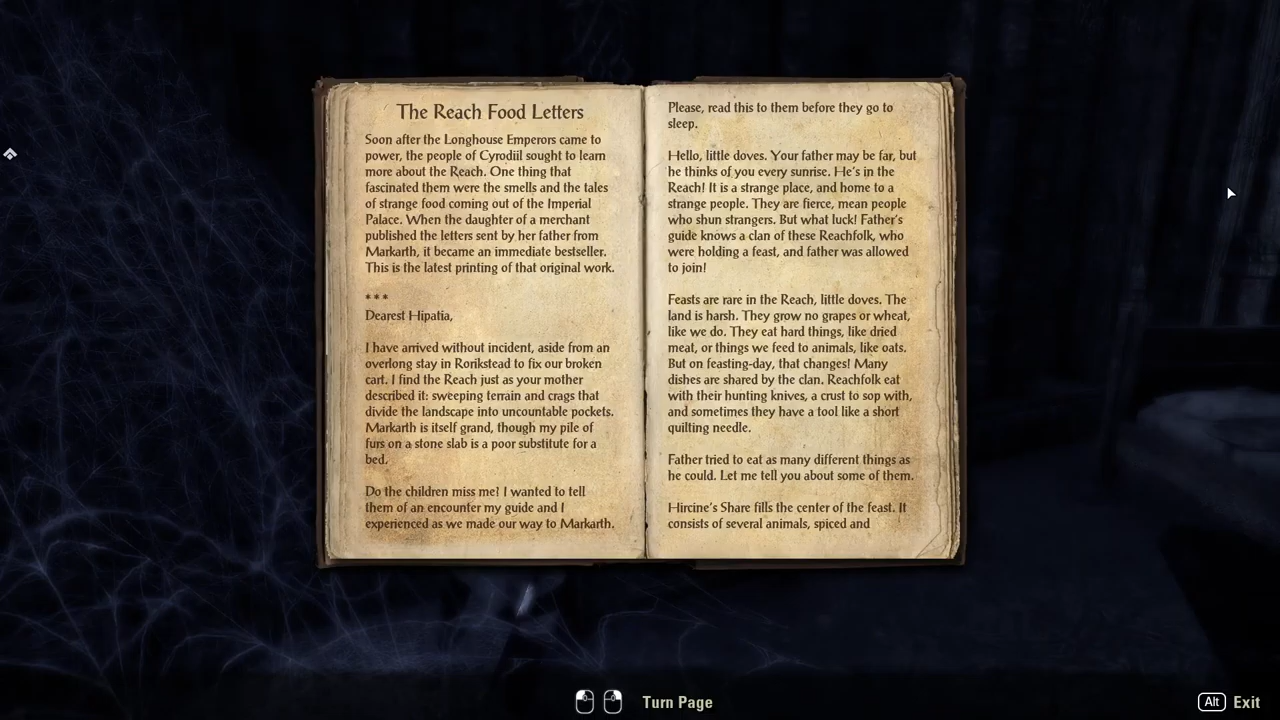 The Reach Food Letters
Soon after the Longhouse Emperors came to
power, the people of Cyrodiil sought to learn
more about the Reach. One thing that
fascinated them were the smells and the tales
of strange food coming out of the Imperial
Palace. When the daughter of a merchant
published the letters sent by her father from
Markarth, it became an immediate bestseller.
This is the latest printing of that original work.
* * *
Dearest Hipatia,
I have arrived without incident, aside from an
overlong stay in Rorikstead to fix our broken
cart. I find the Reach just as your mother
described it: sweeping terrain and crags that
divide the landscape into uncountable pockets.
Markarth is itself grand, though my pile of
furs on a stone slab is a poor substitute for a
bed.
Do the children miss me? I wanted to tell
them of an encounter my guide and I
experienced as we made our way to Markarth.
Please, read this to them before they go to
sleep.
Hello, little doves. Your father may be far, but
he thinks of you every sunrise. He's in the
Reach! It is a strange place, and home to a
strange people. They are fierce, mean people
who shun strangers. But what luck! Father's
guide knows a clan of these Reachfolk, who
were holding a feast, and father was allowed
to join!
Feasts are rare in the Reach, little doves. The
land is harsh. They grow no grapes or wheat,
like we do. They eat hard things, like dried
meat, or things we feed to animals, like oats.
But on feasting-day, that changes! Many
dishes are shared by the clan. Reachfolk eat
with their hunting knives, a crust to sop with,
and sometimes they have a tool like a short
quilting needle.
Father tried to eat as many different things as
he could. Let me tell you about some of them.
Hircine's Share fills the center of the feast. It
consists of several animals, spiced and
Turn Page
Alt Exit